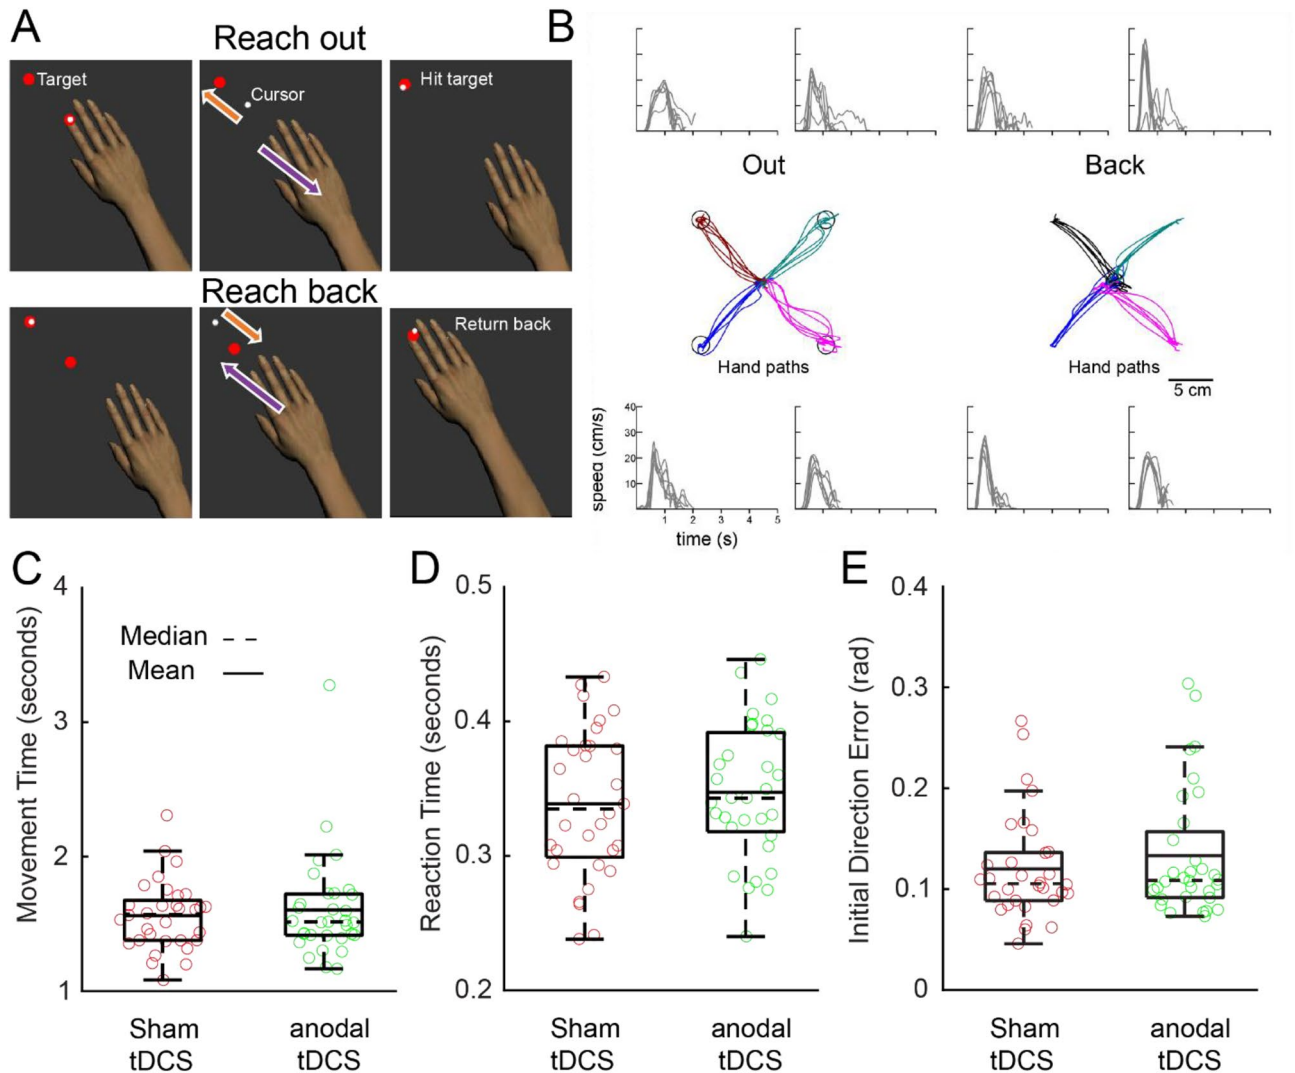 A
Reach out
Target
Cursor
Hit target
Reach back
Return back
B
Out
Back
Hand paths
Hand paths
5 cm
speed (cm/s)
40
30
20
10
1
2
3
4
5
time (s)
C
Movement Time (seconds)
4
3
2
1
Median
Mean
Sham
tDCS
anodal
tDCS
D
Reaction Time (seconds)
0.5
0.4
0.3
0.2
Sham
tDCS
anodal
tDCS
E
Initial Direction Error (rad)
0.4
0.3
0.2
0.1
0
Sham
tDCS
anodal
tDCS